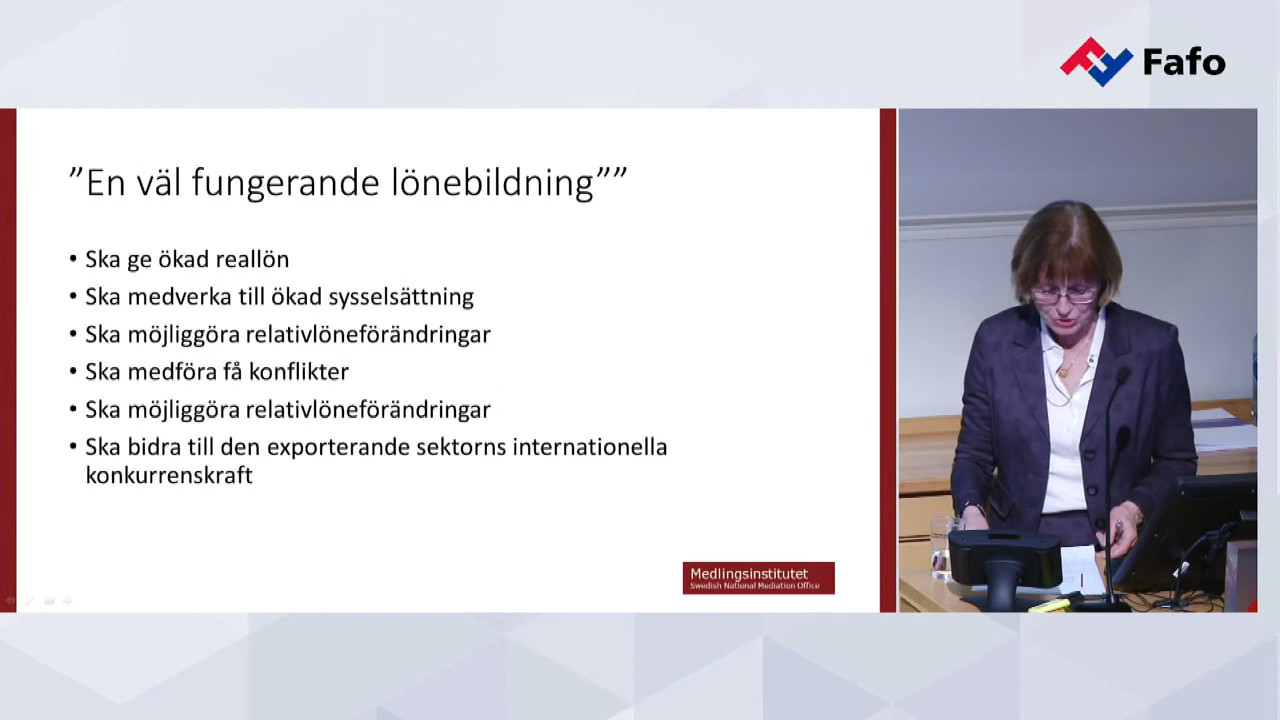 Fafo
”En väl fungerande lönebildning””
• Ska ge ökad reallön
• Ska medverka till ökad sysselsättning
• Ska möjliggöra relativlöneförändringar
• Ska medföra få konflikter
• Ska möjliggöra relativlöneförändringar
• Ska bidra till den exporterande sektorns internationella
konkurrenskraft
Medlingsinstitutet
Swedish National Mediation Office